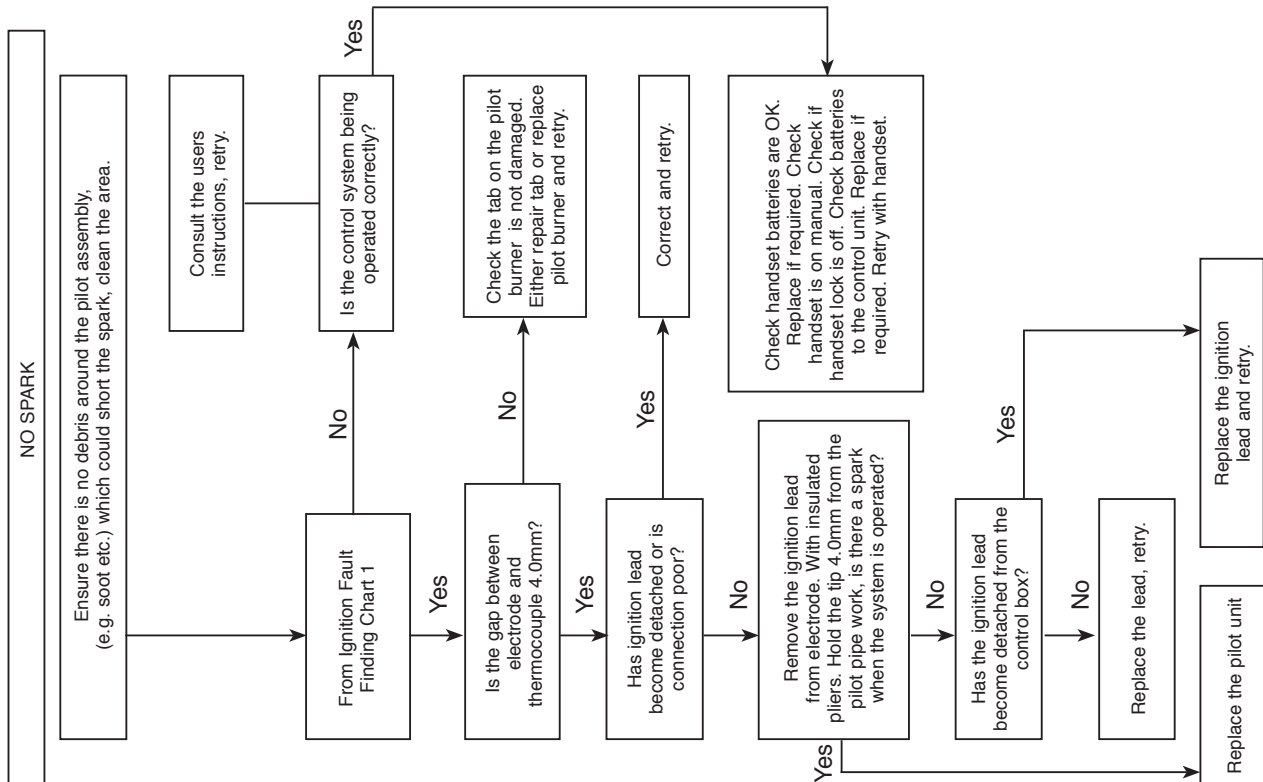 NO SPARK
Ensure there is no debris around the pilot assembly,
(e.g. soot etc.) which could short the spark, clean the area.
Consult the users
instructions, retry.
From Ignition Fault
Finding Chart 1
No
Is the control system being
operated correctly?
Yes
Yes
Is the gap between
electrode and
thermocouple 4.0mm?
No
Check the tab on the pilot
burner is not damaged.
Either repair tab or replace
pilot burner and retry.
Yes
Has ignition lead
become detached or is
connection poor?
Yes
Correct and retry.
No
Remove the ignition lead
from electrode. With insulated
pliers. Hold the tip 4.0mm from the
pilot pipe work, is there a spark
when the system is operated?
Check handset batteries are OK.
Replace if required. Check
handset is on manual. Check if
handset lock is off. Check batteries
to the control unit. Replace if
required. Retry with handset.
Yes
No
Has the ignition lead
become detached from the
control box?
Yes
No
Replace the lead, retry.
Replace the pilot unit
Replace the ignition
lead and retry.